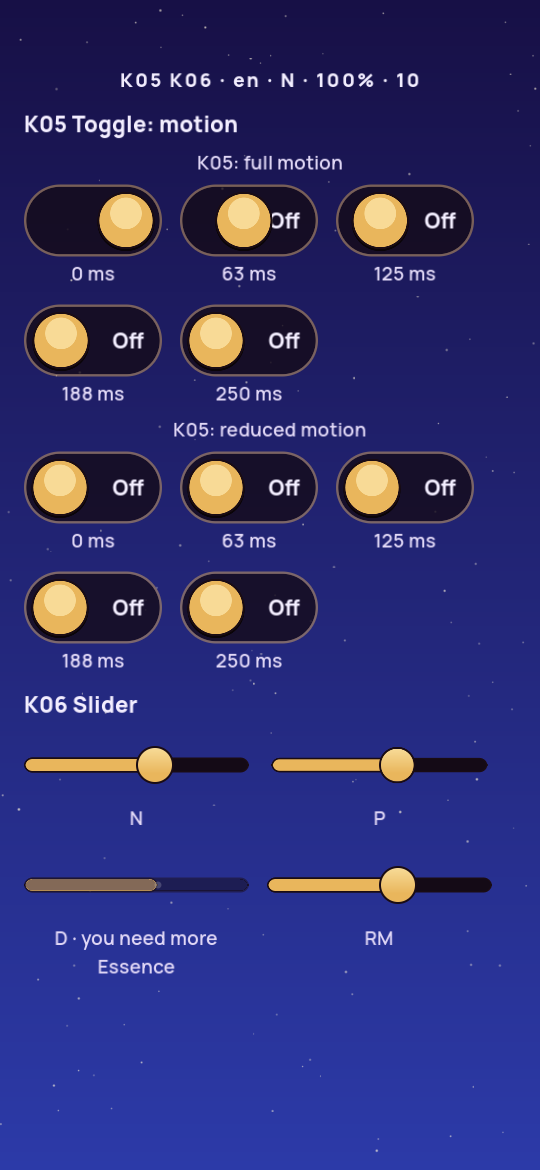 K05 K06 · en · N · 100% · 10
K05 Toggle: motion
K05: full motion
Off Off
0 ms 63 ms 125 ms
Off Off
188 ms 250 ms
K05: reduced motion
Off Off Off
0 ms 63 ms 125 ms
Off Off
188 ms 250 ms
K06 Slider
N P
D · you need more RM
Essence